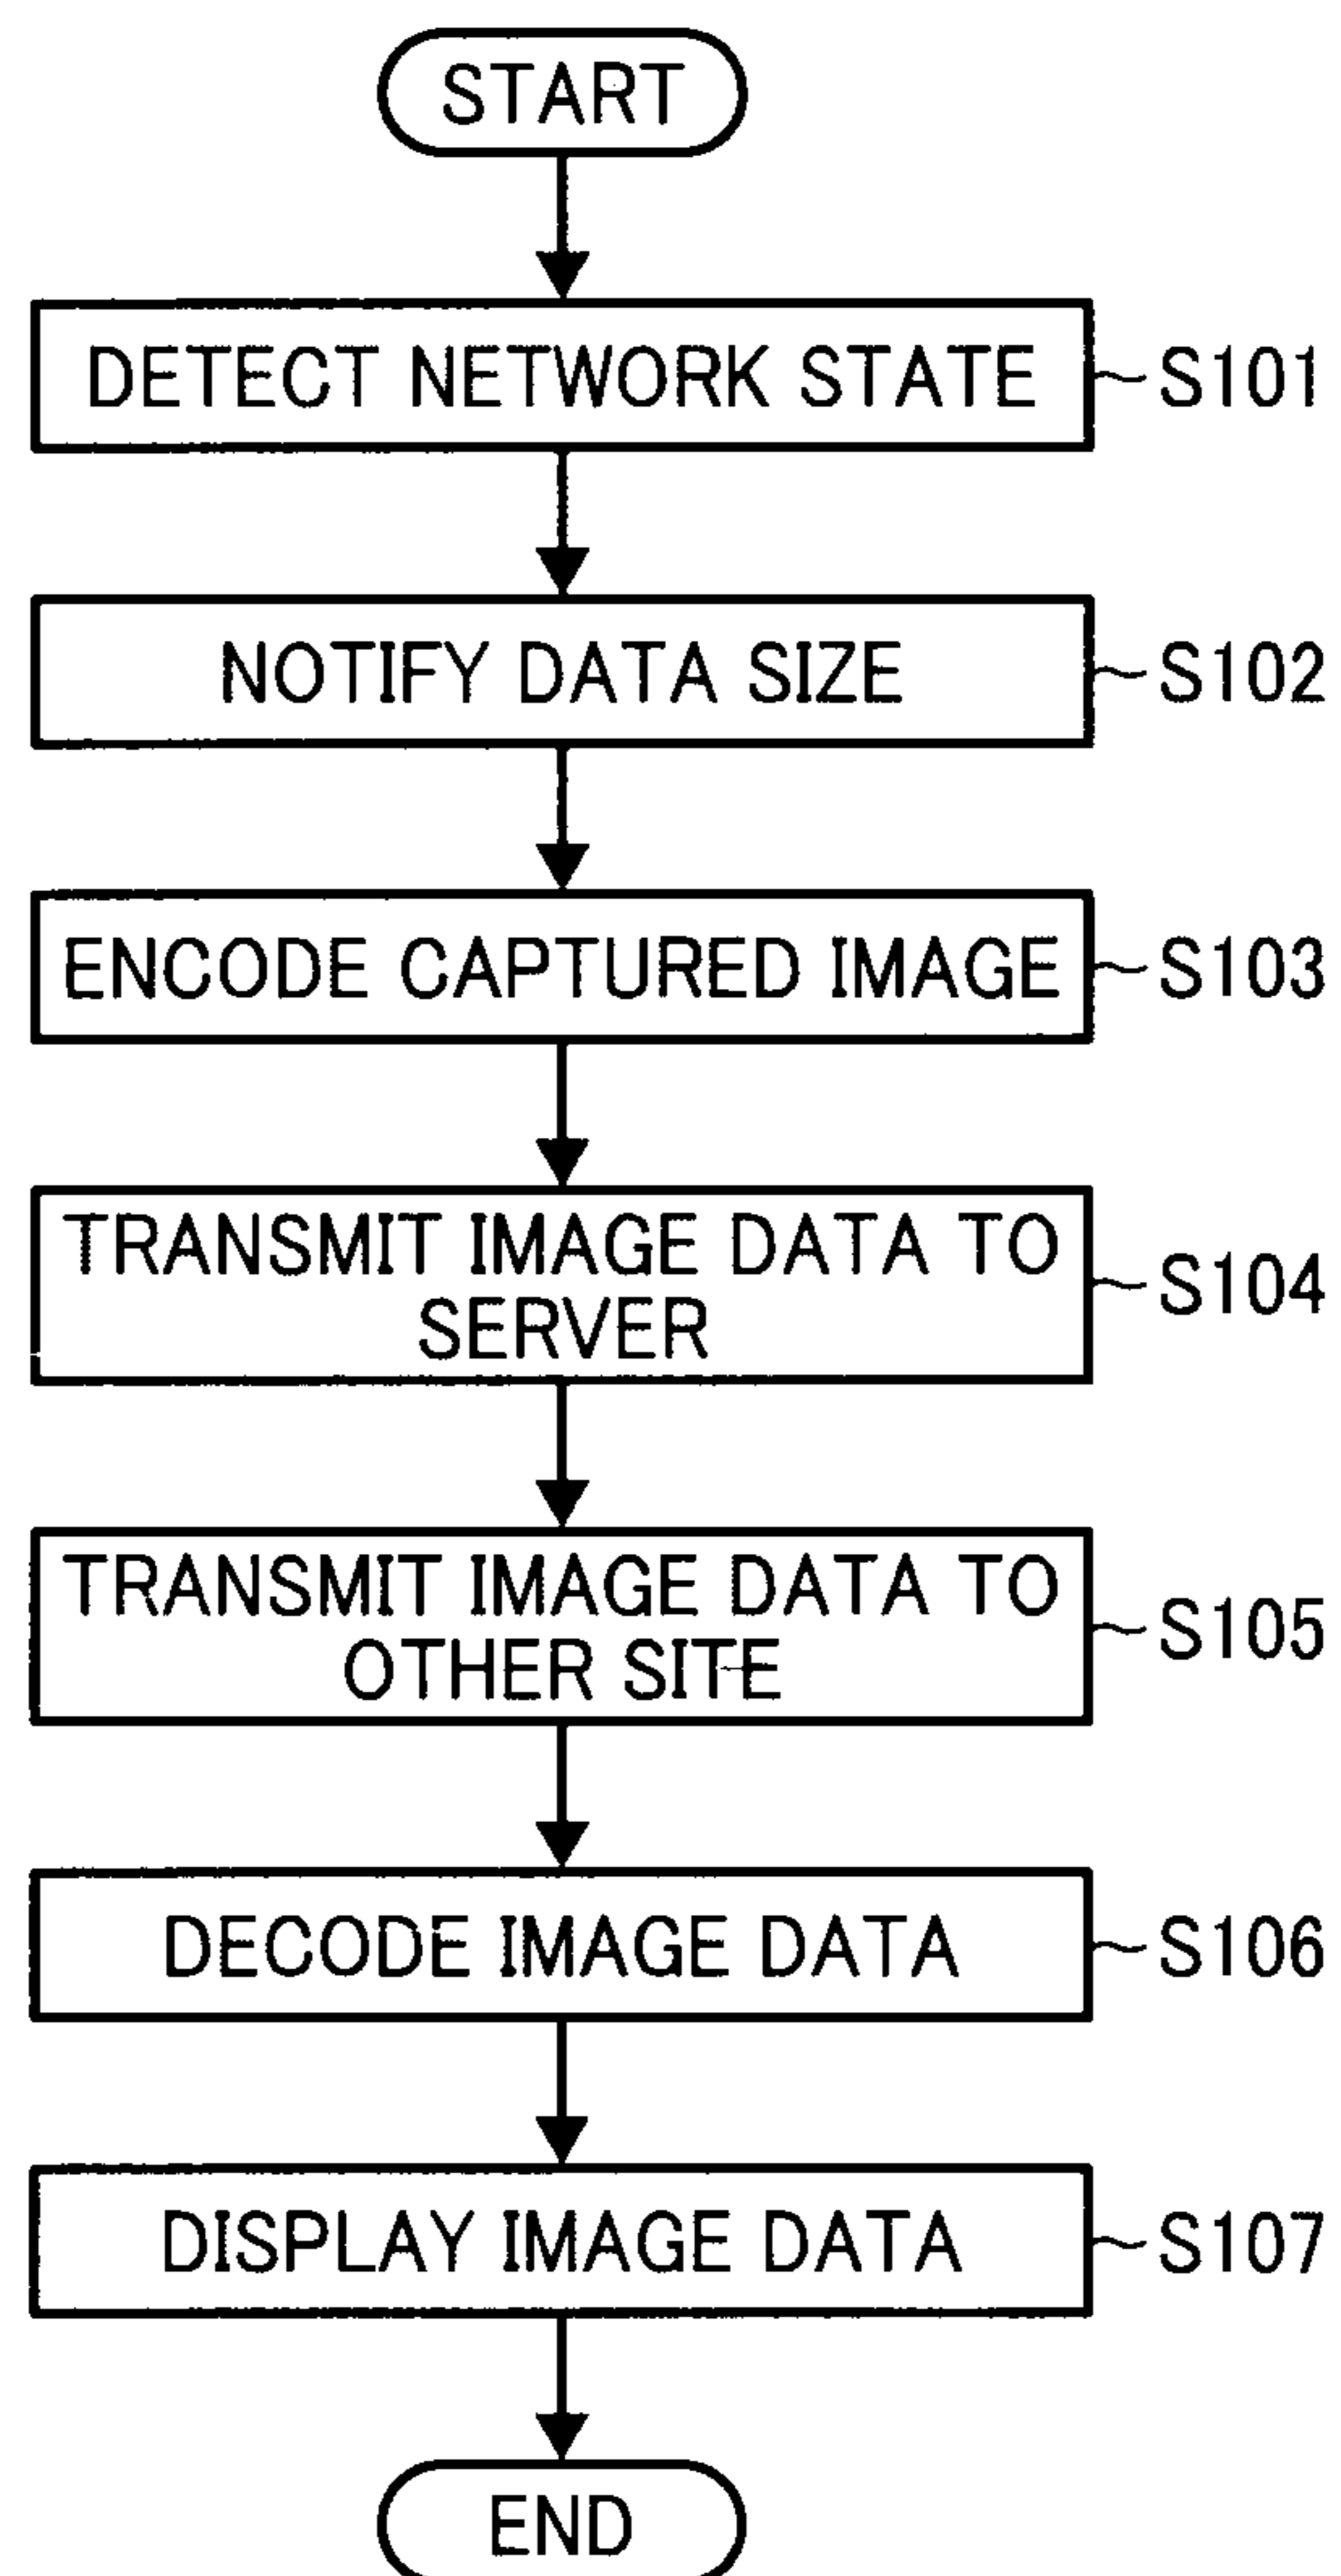 START
DETECT NETWORK STATE
S101
NOTIFY DATA SIZE
S102
ENCODE CAPTURED IMAGE
S103
TRANSMIT IMAGE DATA TO
SERVER
S104
TRANSMIT IMAGE DATA TO
OTHER SITE
S105
DECODE IMAGE DATA
S106
DISPLAY IMAGE DATA
S107
END